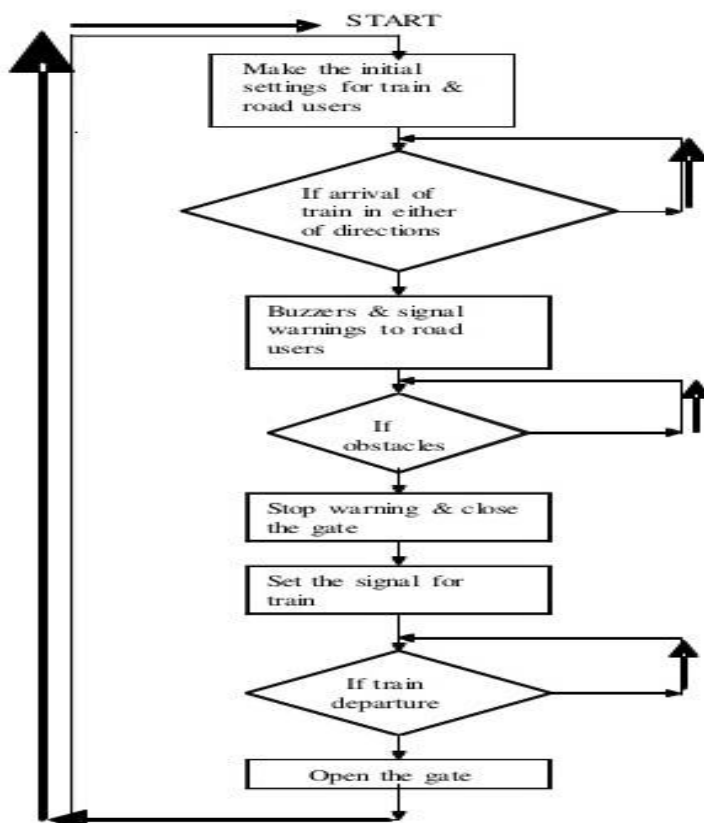 START
Make the initial
settings for train &
road users
If arrival of
train in either
of directions
Buzzers & signal
warnings to road
users
If
obstacles
Stop warning & close
the gate
Set the signal for
train
If train
departure
Open the gate